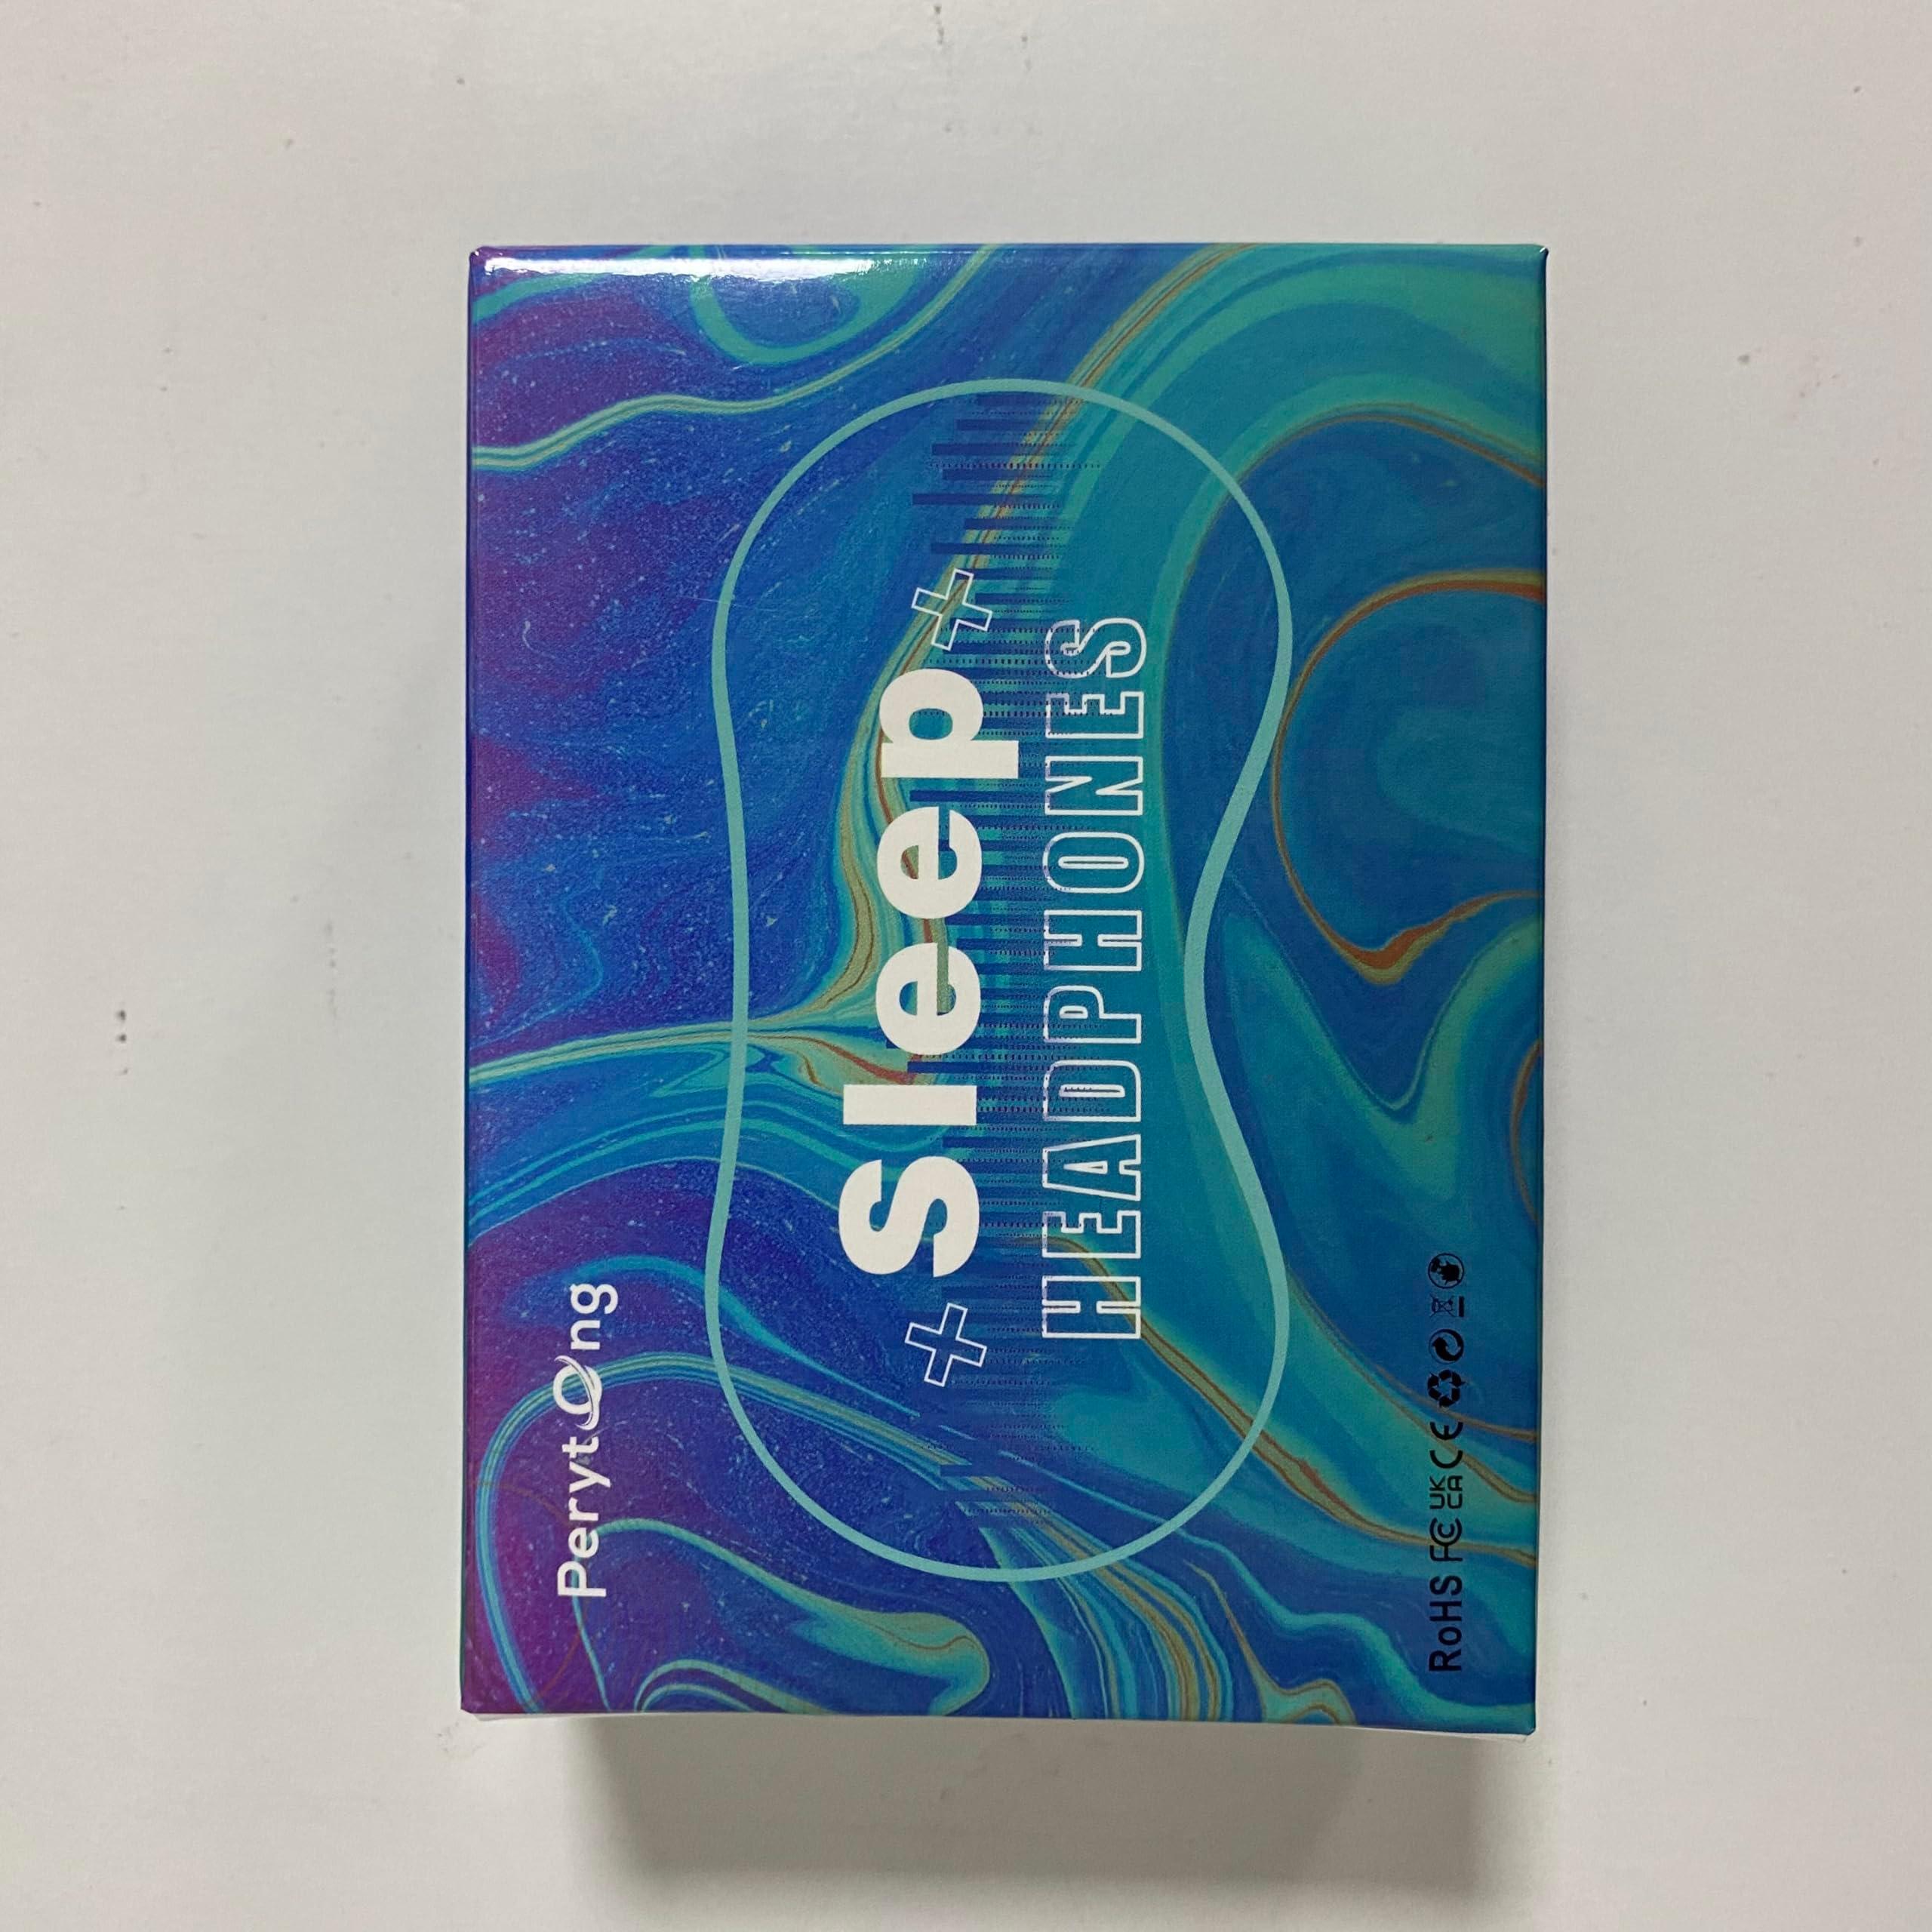 Perytong
+ Sleep +
HEADPHONES
RoHS FC UK CA CE